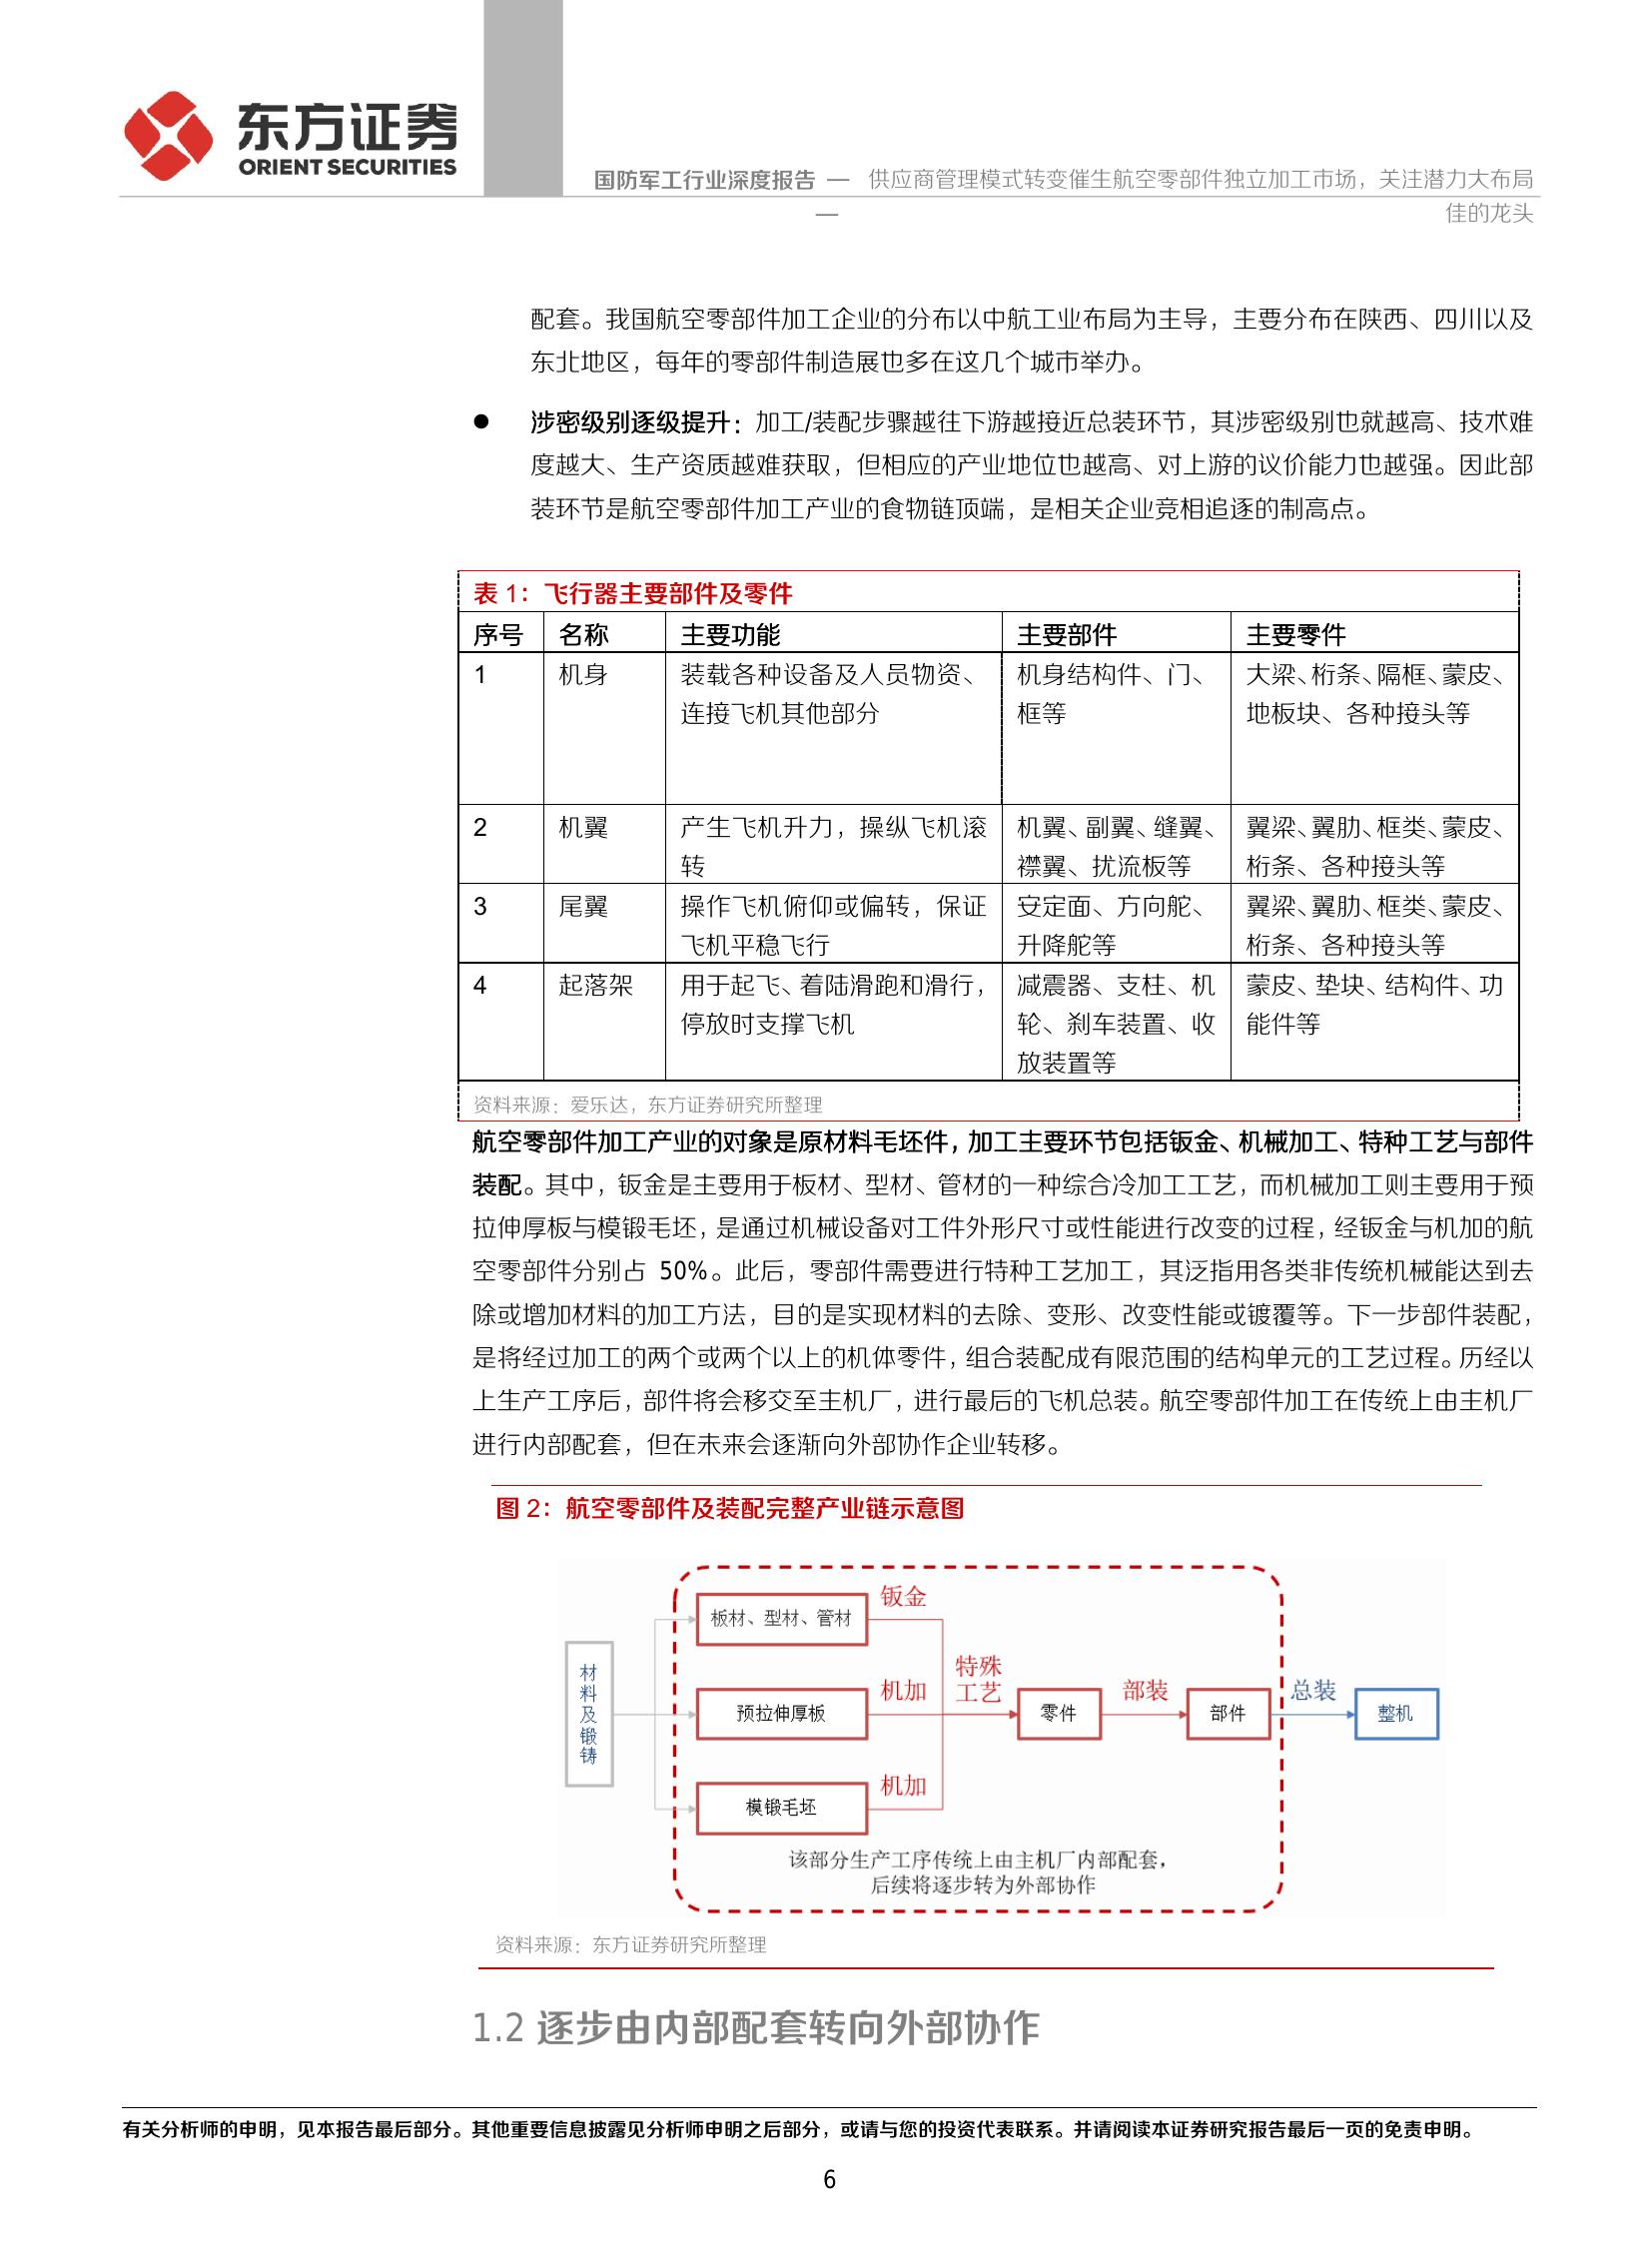 东方证券
ORIENT SECURITIES
国防军工行业深度报告 — 供应商管理模式转变催生航空零部件独立加工市场，关注潜力大布局
—
佳的龙头
配套。我国航空零部件加工企业的分布以中航工业布局为主导，主要分布在陕西、四川以及
东北地区，每年的零部件制造展也多在这几个城市举办。
● 涉密级别逐级提升：加工/装配步骤越往下游越接近总装环节，其涉密级别也就越高、技术难
度越大、生产资质越难获取，但相应的产业地位也越高、对上游的议价能力也越强。因此部
装环节是航空零部件加工产业的食物链顶端，是相关企业竞相追逐的制高点。
表 1：飞行器主要部件及零件
序号 名称 主要功能 主要部件 主要零件
1 机身 装载各种设备及人员物资、 机身结构件、门、 大梁、桁条、隔框、蒙皮、
连接飞机其他部分 框等 地板块、各种接头等
2 机翼 产生飞机升力，操纵飞机滚 机翼、副翼、缝翼、 翼梁、翼肋、框类、蒙皮、
转 襟翼、扰流板等 桁条、各种接头等
3 尾翼 操作飞机俯仰或偏转，保证 安定面、方向舵、 翼梁、翼肋、框类、蒙皮、
飞机平稳飞行 升降舵等 桁条、各种接头等
4 起落架 用于起飞、着陆滑跑和滑行， 减震器、支柱、机 蒙皮、垫块、结构件、功
停放时支撑飞机 轮、刹车装置、收 能件等
放装置等
资料来源：爱乐达，东方证券研究所整理
航空零部件加工产业的对象是原材料毛坯件，加工主要环节包括钣金、机械加工、特种工艺与部件
装配。其中，钣金是主要用于板材、型材、管材的一种综合冷加工工艺，而机械加工则主要用于预
拉伸厚板与模锻毛坯，是通过机械设备对工件外形尺寸或性能进行改变的过程，经钣金与机加的航
空零部件分别占 50%。此后，零部件需要进行特种工艺加工，其泛指用各类非传统机械能达到去
除或增加材料的加工方法，目的是实现材料的去除、变形、改变性能或镀覆等。下一步部件装配，
是将经过加工的两个或两个以上的机体零件，组合装配成有限范围的结构单元的工艺过程。历经以
上生产工序后，部件将会移交至主机厂，进行最后的飞机总装。航空零部件加工在传统上由主机厂
进行内部配套，但在未来会逐渐向外部协作企业转移。
图 2：航空零部件及装配完整产业链示意图
材料及锻铸
板材、型材、管材
钣金
预拉伸厚板
机加
模锻毛坯
机加
特殊
工艺
零件
部装
部件
总装
整机
该部分生产工序传统上由主机厂内部配套，
后续将逐步转为外部协作
资料来源：东方证券研究所整理
1.2 逐步由内部配套转向外部协作
有关分析师的申明，见本报告最后部分。其他重要信息披露见分析师申明之后部分，或请与您的投资代表联系。并请阅读本证券研究报告最后一页的免责申明。
6